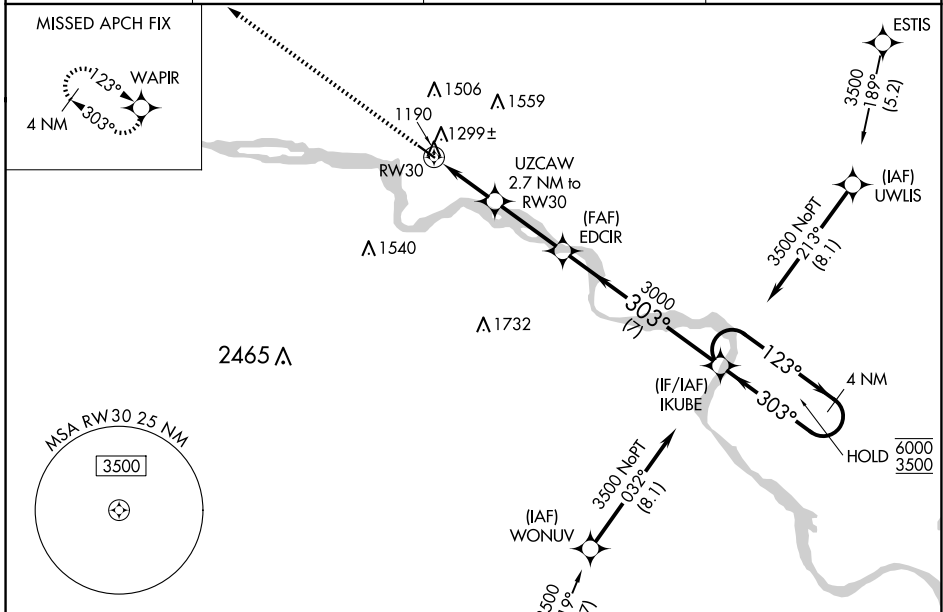 MISSED APCH FIX
WAPIR
123°
303°
4 NM
ESTIS
3500
189°
(5.2)
1506
1559
1190
1299±
RW30
UZCAW
2.7 NM to
RW30
(FAF)
EDCIR
(IAF)
UWLIS
3500 NoPT
213°
(8.1)
1540
3000
303°
(7)
1732
2465
123°
4 NM
303°
(IF/IAF)
IKUBE
HOLD
6000
3500
MSA RW30 25 NM
3500
3500 NoPT
032°
(8.1)
(IAF)
WONUV